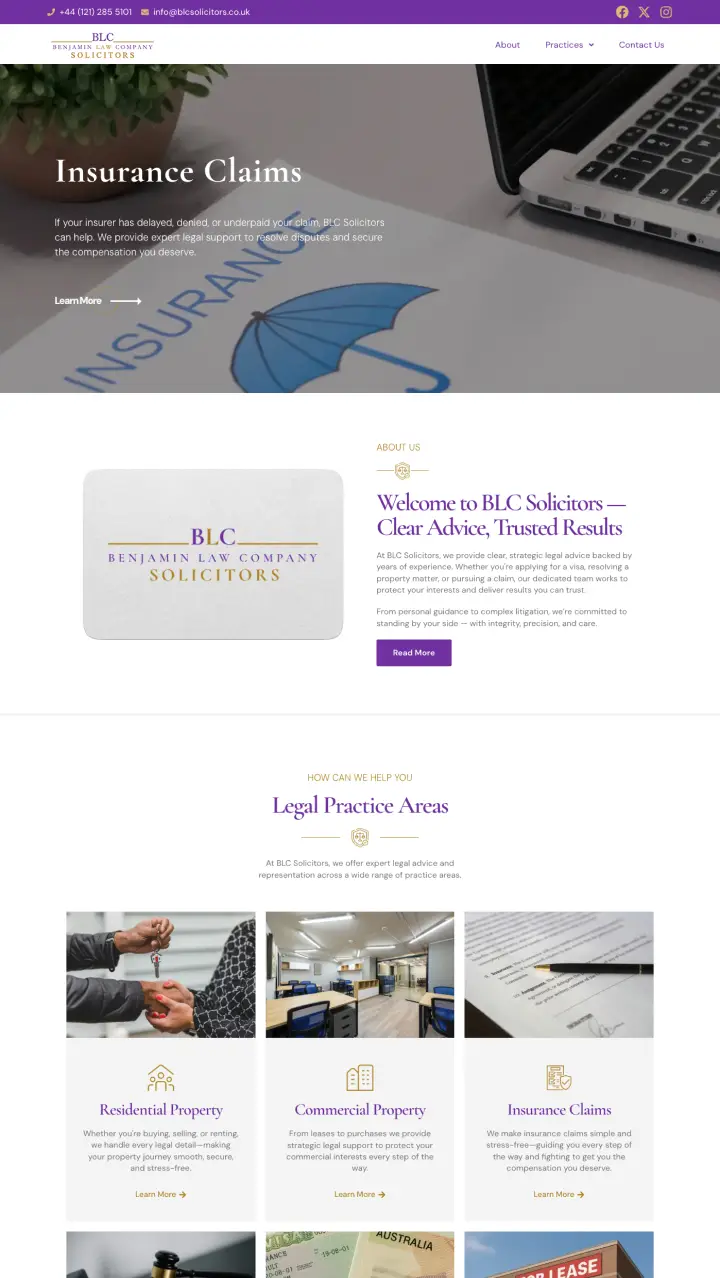 +44 (121) 285 5101 info@blcsolicitors.co.uk
BLC
BENJAMIN LAW COMPANY
SOLICITORS
About Practices Contact Us
Insurance Claims
If your insurer has delayed, denied, or underpaid your claim, BLC Solicitors
can help. We provide expert legal support to resolve disputes and secure
the compensation you deserve.
Learn More
INSURANCE
ABOUT US
Welcome to BLC Solicitors —
Clear Advice, Trusted Results
BLC
BENJAMIN LAW COMPANY
SOLICITORS
At BLC Solicitors, we provide clear, strategic legal advice backed by
years of experience. Whether you're applying for a visa, resolving a
property matter, or pursuing a claim, our dedicated team works to
protect your interests and deliver results you can trust.
From personal guidance to complex litigation, we're committed to
standing by your side — with integrity, precision, and care.
Read More
HOW CAN WE HELP YOU
Legal Practice Areas
At BLC Solicitors, we offer expert legal advice and
representation across a wide range of practice areas.
Residential Property
Whether you're buying, selling, or renting,
we handle every legal detail—making
your property journey smooth, secure,
and stress-free.
Learn More
Commercial Property
From leases to purchases we provide
strategic legal support to protect your
commercial interests every step of the
way.
Learn More
Insurance Claims
We make insurance claims simple and
stress-free—guiding you every step of
the way and fighting to get you the
compensation you deserve.
Learn More
AUSTRALIA
19-08-01
LEASE